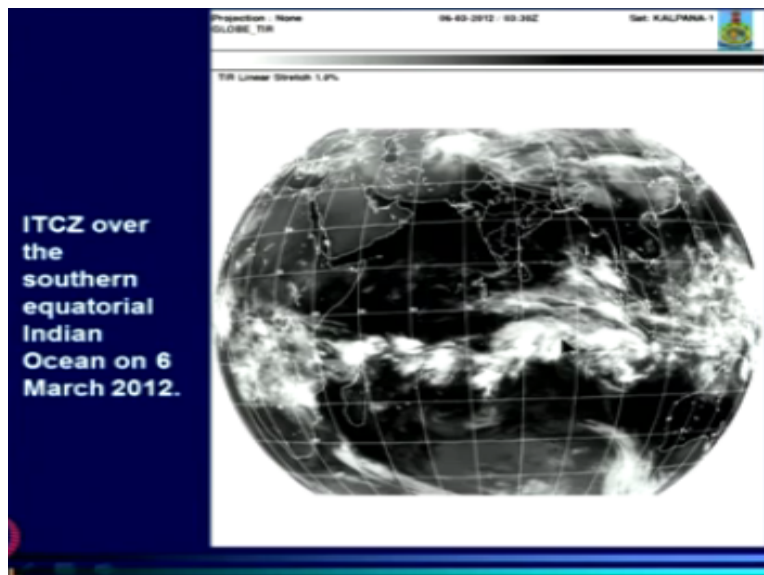 Projection : None 06-03-2012 / 03:30Z Sat: KALPANA-1
GLOBE_TIR
TIR Linear Stretch 1.0%
ITCZ over
the
southern
equatorial
Indian
Ocean on 6
March 2012.